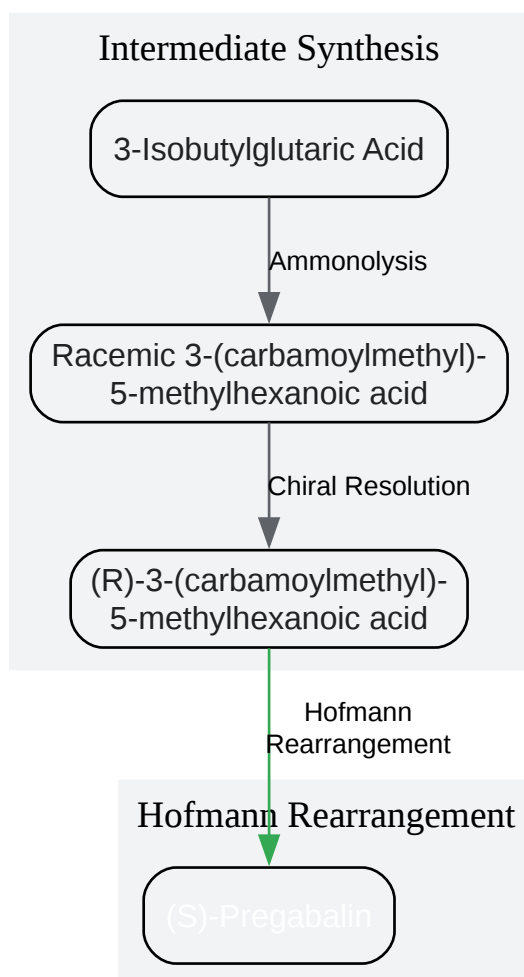 Intermediate Synthesis
3-Isobutylglutaric Acid
Ammonolysis
Racemic 3-(carbamoylmethyl)-
5-methylhexanoic acid
Chiral Resolution
(R)-3-(carbamoylmethyl)-
5-methylhexanoic acid
Hofmann
Rearrangement
Hofmann Rearrangement
(S)-Pregabalin